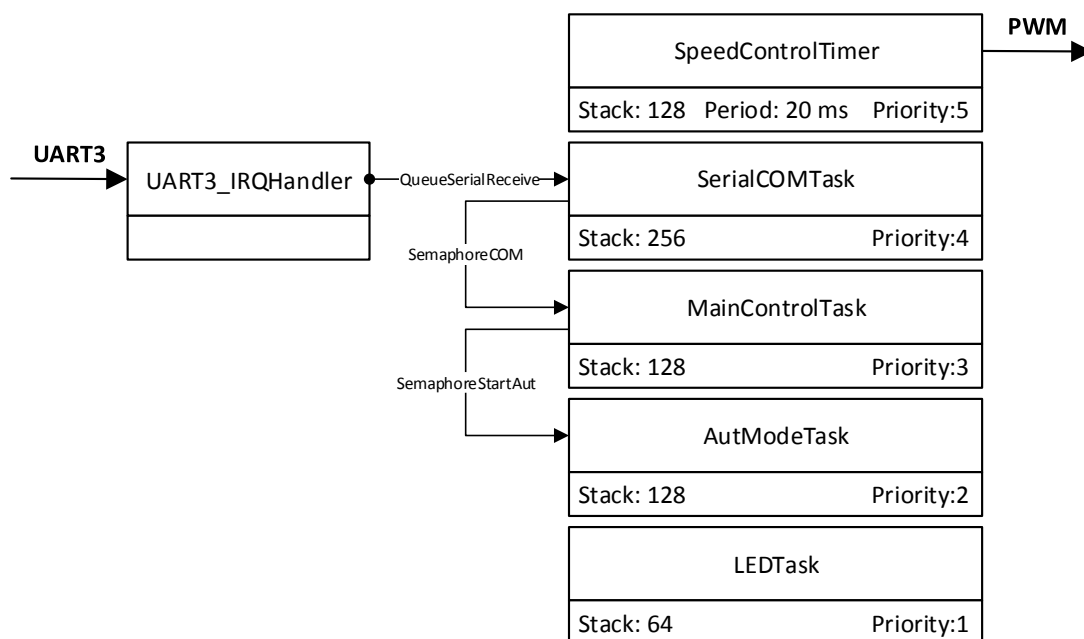 PWM
SpeedControlTimer
Stack: 128 Period: 20 ms Priority:5
UART3
UART3_IRQHandler
QueueSerialReceive
SerialCOMTask
Stack: 256 Priority:4
SemaphoreCOM
MainControlTask
Stack: 128 Priority:3
SemaphoreStartAut
AutModeTask
Stack: 128 Priority:2
LEDTask
Stack: 64 Priority:1